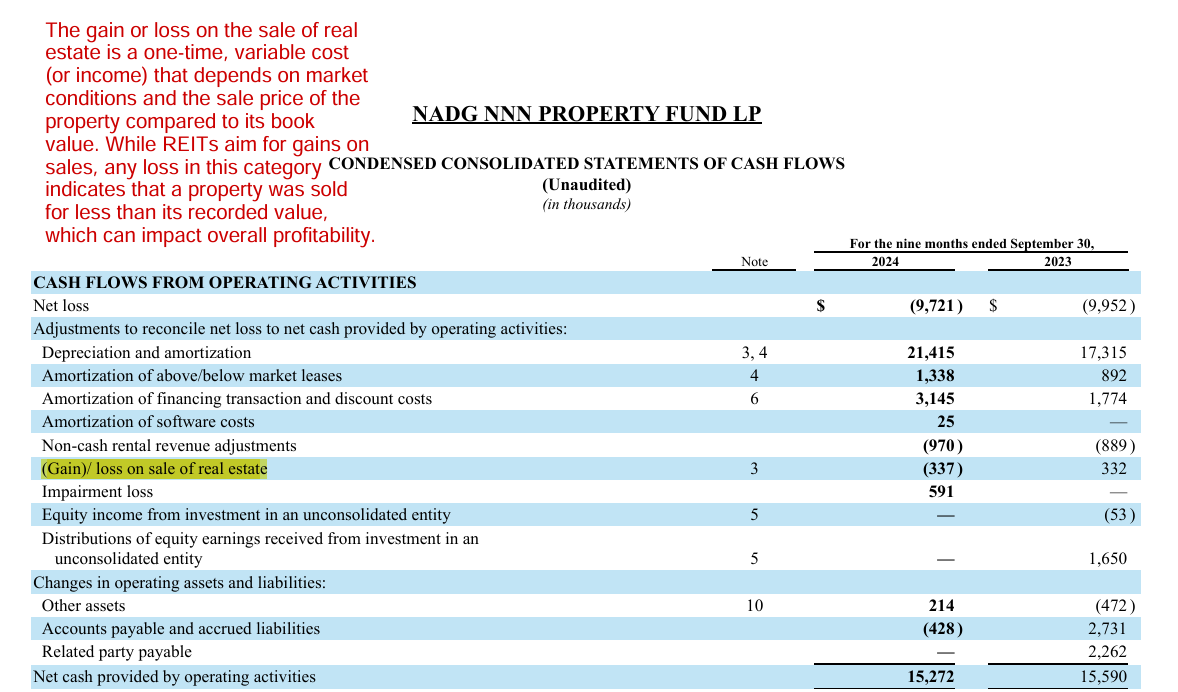 The gain or loss on the sale of real
estate is a one-time, variable cost
(or income) that depends on market
conditions and the sale price of the
property compared to its book
value. While REITs aim for gains on
sales, any loss in this category
indicates that a property was sold
for less than its recorded value,
which can impact overall profitability.
NADG NNN PROPERTY FUND LP
CONDENSED CONSOLIDATED STATEMENTS OF CASH FLOWS
(Unaudited)
(in thousands)
For the nine months ended September 30,
Note 2024 2023
CASH FLOWS FROM OPERATING ACTIVITIES
Net loss $ (9,721) $ (9,952)
Adjustments to reconcile net loss to net cash provided by operating activities:
Depreciation and amortization 3, 4 21,415 17,315
Amortization of above/below market leases 4 1,338 892
Amortization of financing transaction and discount costs 6 3,145 1,774
Amortization of software costs 25 —
Non-cash rental revenue adjustments (970) (889)
(Gain)/ loss on sale of real estate 3 (337) 332
Impairment loss 591 —
Equity income from investment in an unconsolidated entity 5 — (53)
Distributions of equity earnings received from investment in an
unconsolidated entity 5 — 1,650
Changes in operating assets and liabilities:
Other assets 10 214 (472)
Accounts payable and accrued liabilities (428) 2,731
Related party payable — 2,262
Net cash provided by operating activities 15,272 15,590